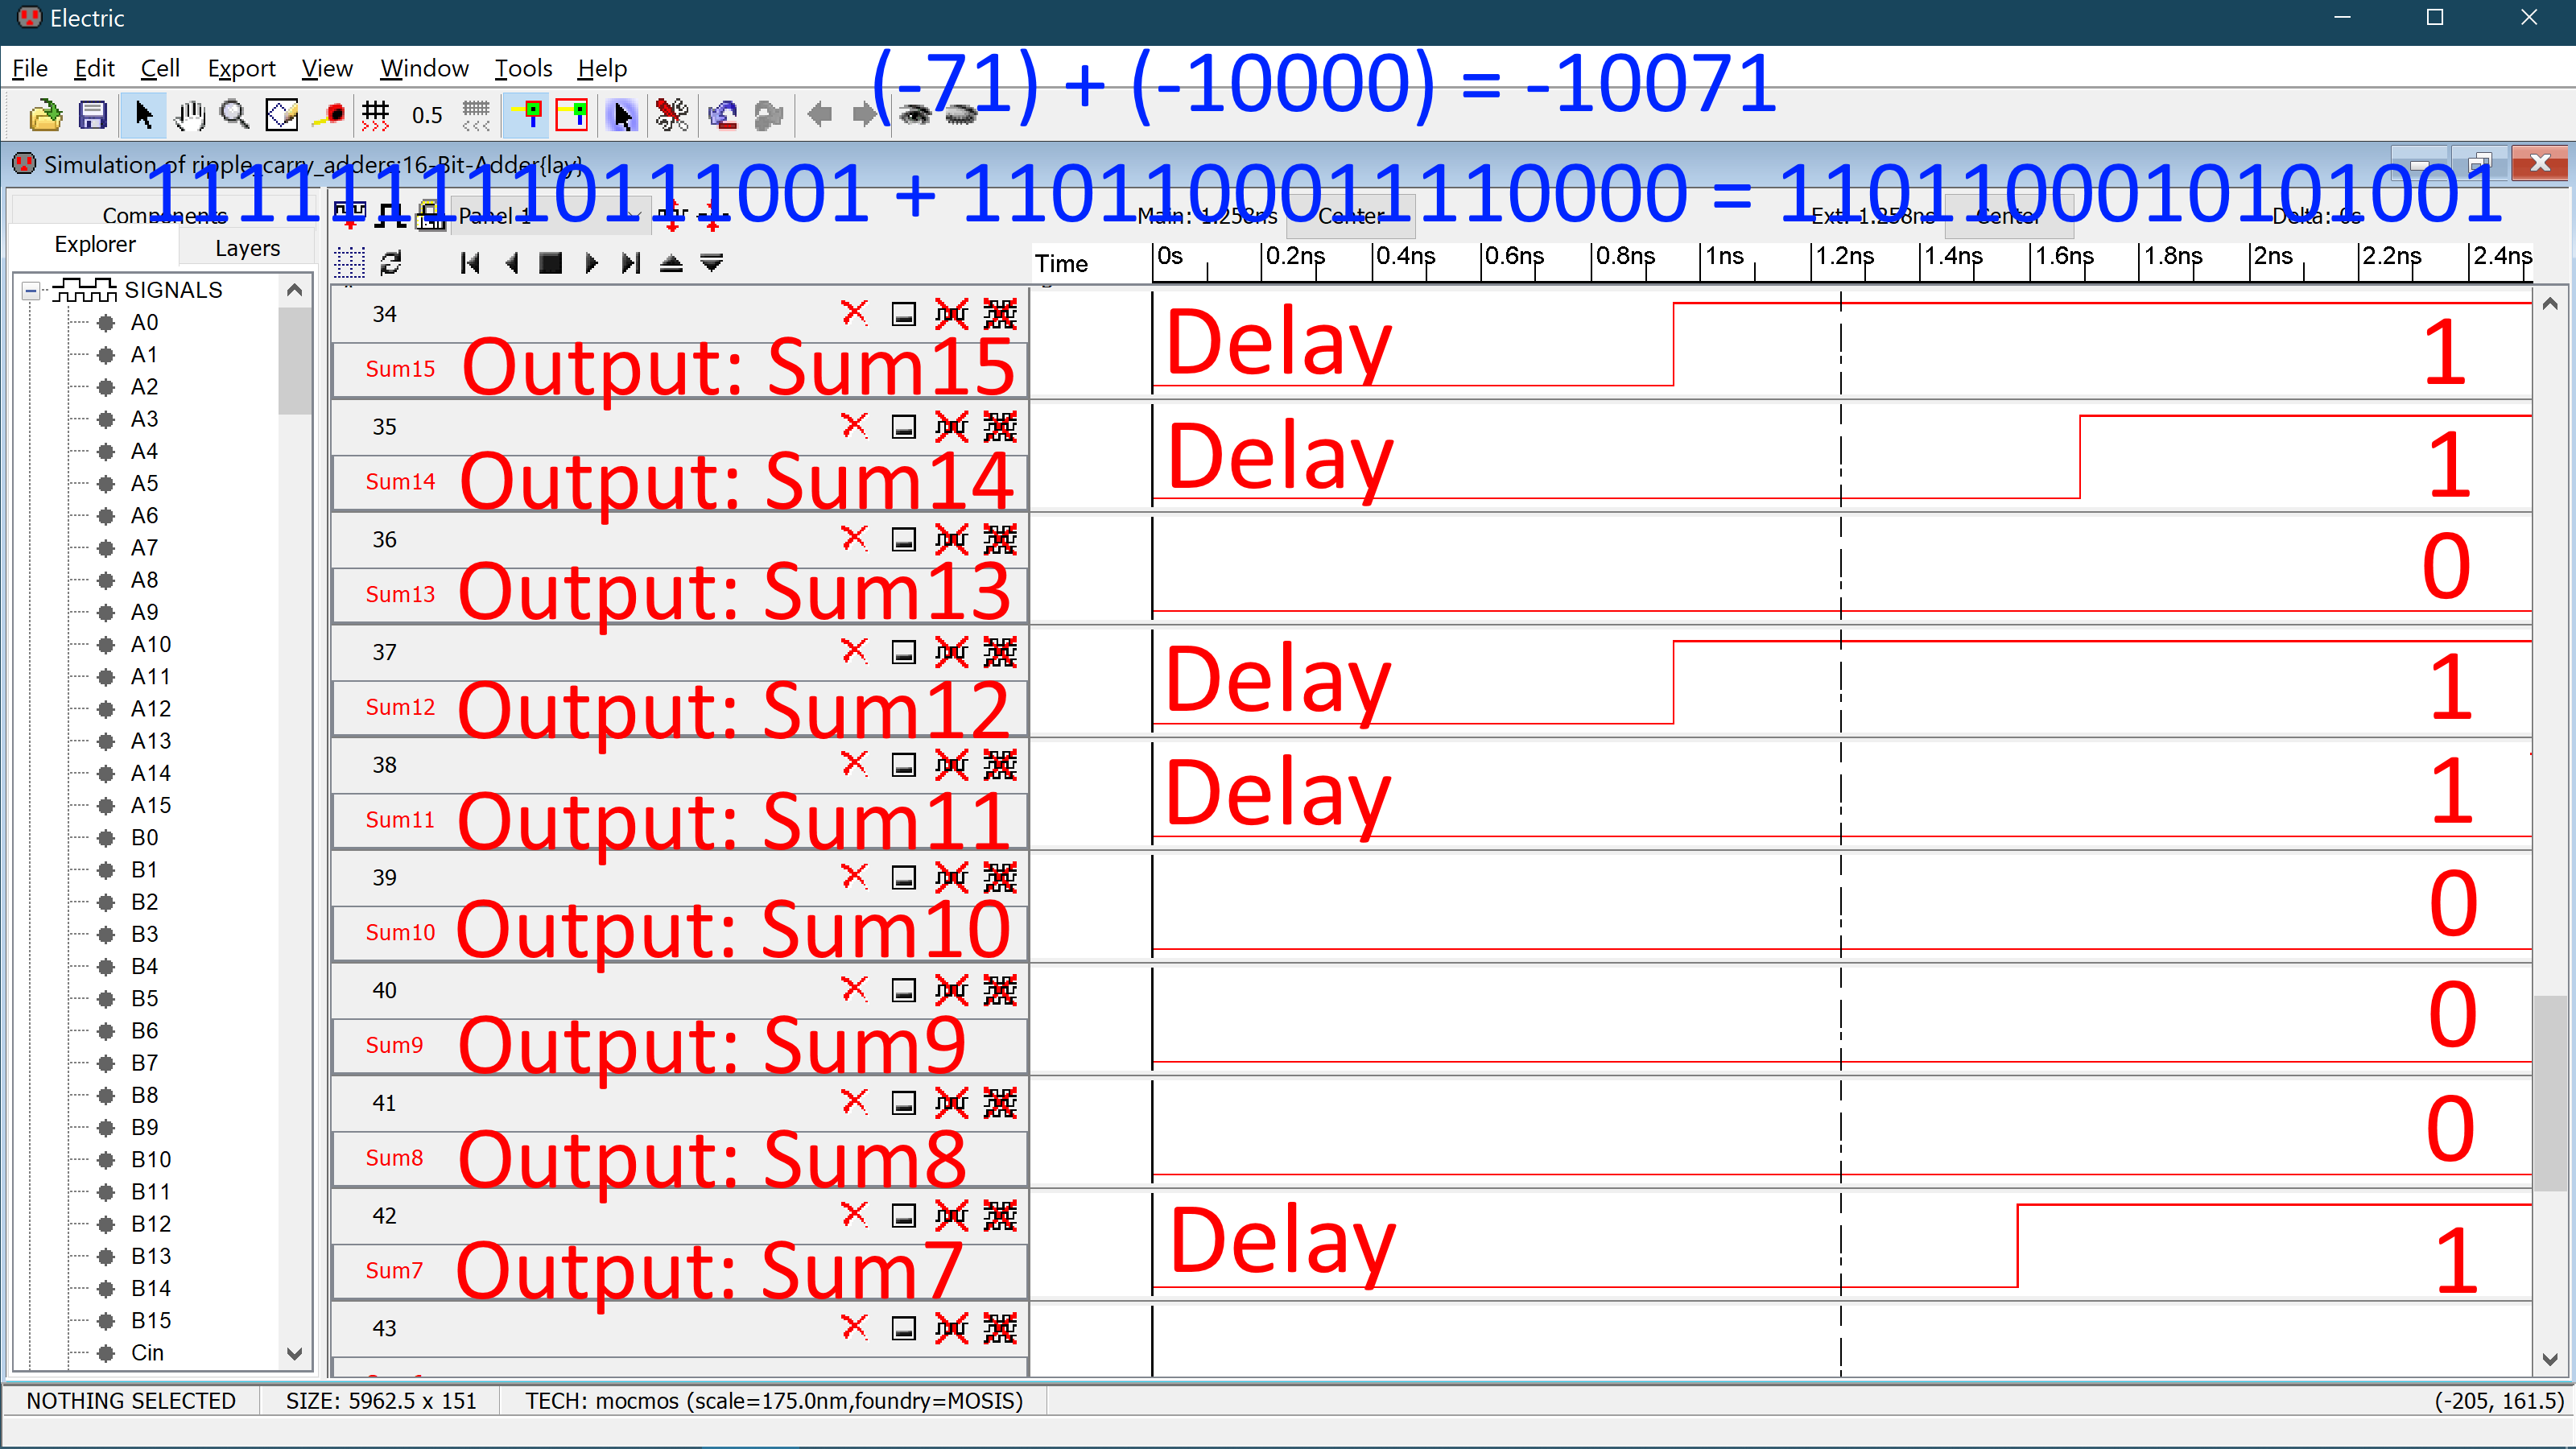 Electric
File Edit Cell Export View Window Tools Help
(-71) + (-10000) = -10071
0.5
Simulation of ripple_carry_adders:16-Bit-Adder{lay}
1111111110111001 + 1101100011110000 = 1101100010101001
Components
Panel 1
Main: 1.258ns Center
Ext: 1.258ns Center
Delta: 0s
Explorer Layers
Time 0s 0.2ns 0.4ns 0.6ns 0.8ns 1ns 1.2ns 1.4ns 1.6ns 1.8ns 2ns 2.2ns 2.4ns
SIGNALS
A0
A1
A2
A3
A4
A5
A6
A7
A8
A9
A10
A11
A12
A13
A14
A15
B0
B1
B2
B3
B4
B5
B6
B7
B8
B9
B10
B11
B12
B13
B14
B15
Cin
34
Sum15 Output: Sum15 Delay 1
35
Sum14 Output: Sum14 Delay 1
36
Sum13 Output: Sum13 0
37
Sum12 Output: Sum12 Delay 1
38
Sum11 Output: Sum11 Delay 1
39
Sum10 Output: Sum10 0
40
Sum9 Output: Sum9 0
41
Sum8 Output: Sum8 0
42
Sum7 Output: Sum7 Delay 1
43
NOTHING SELECTED SIZE: 5962.5 x 151 TECH: mocmos (scale=175.0nm,foundry=MOSIS) (-205, 161.5)